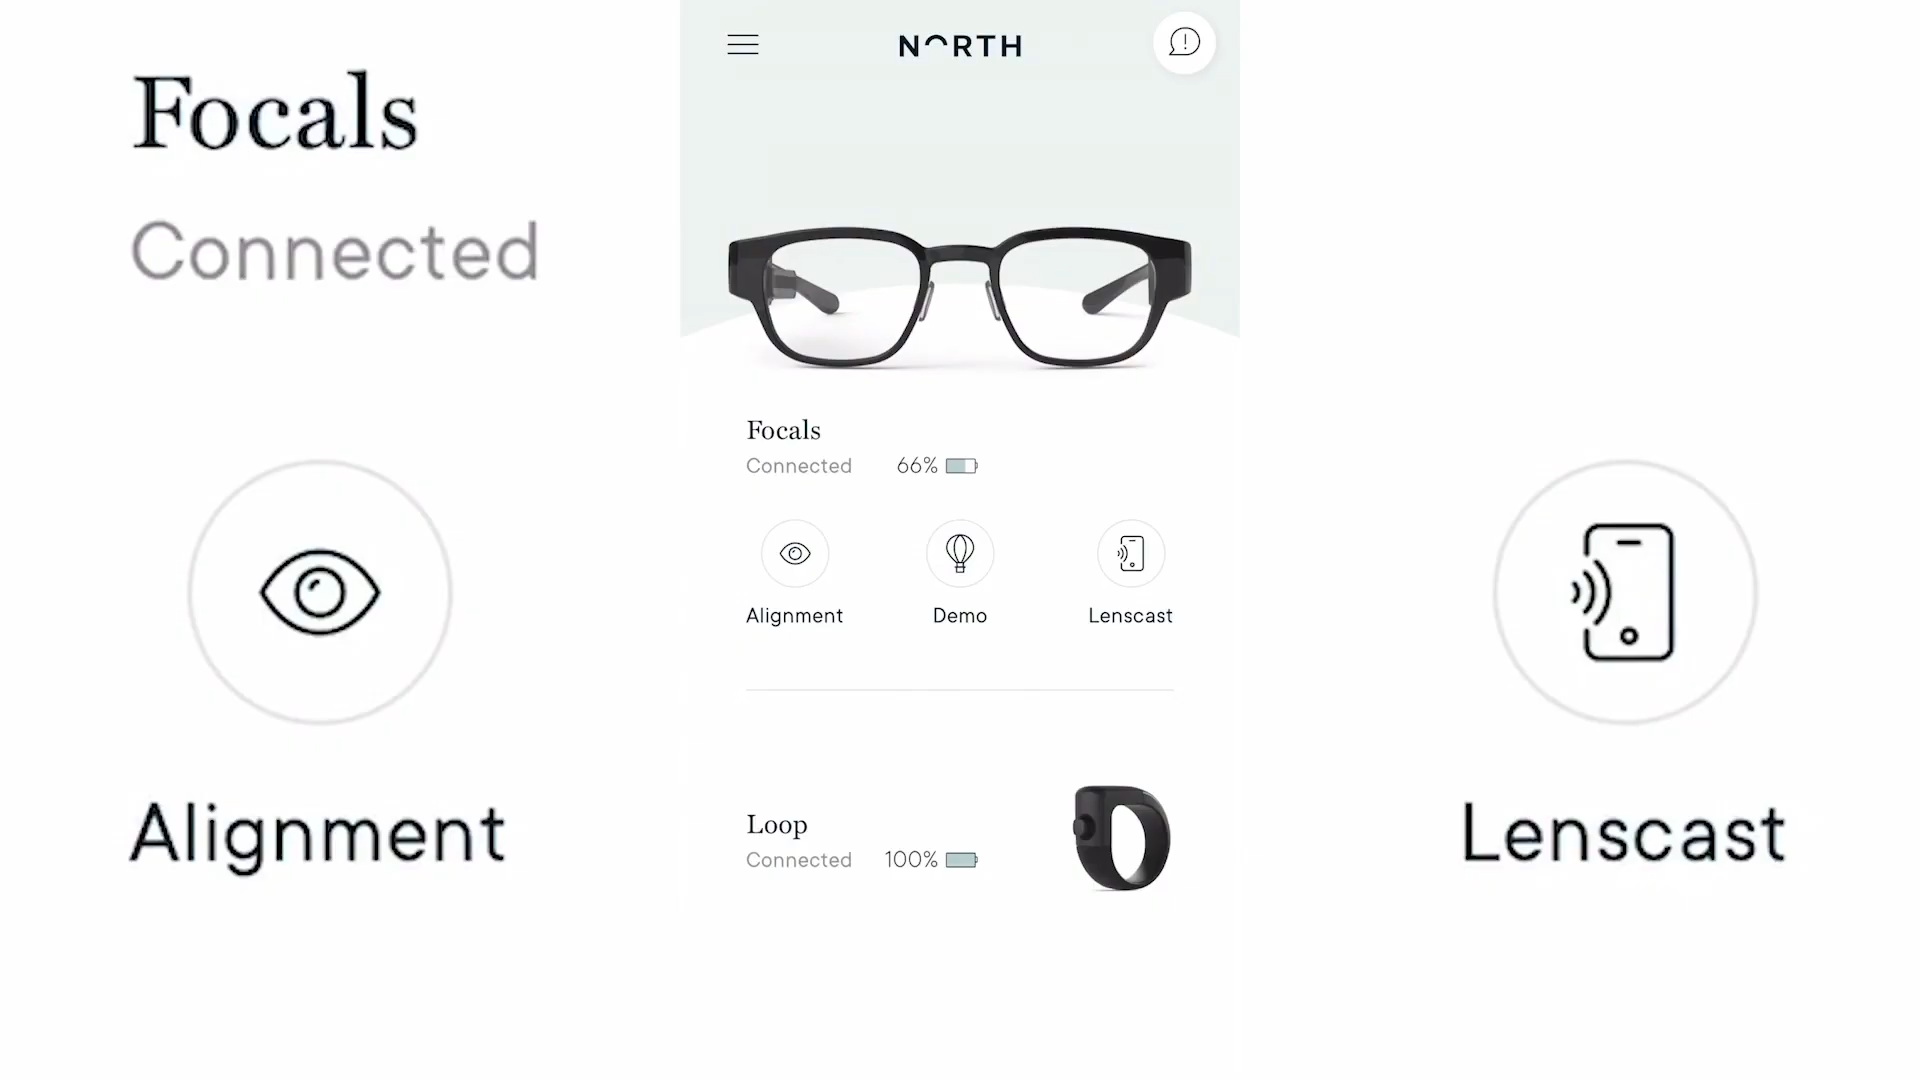 Focals
Connected
Alignment
NORTH
Focals
Connected 66%
Alignment Demo Lenscast
Loop
Connected 100%
Lenscast